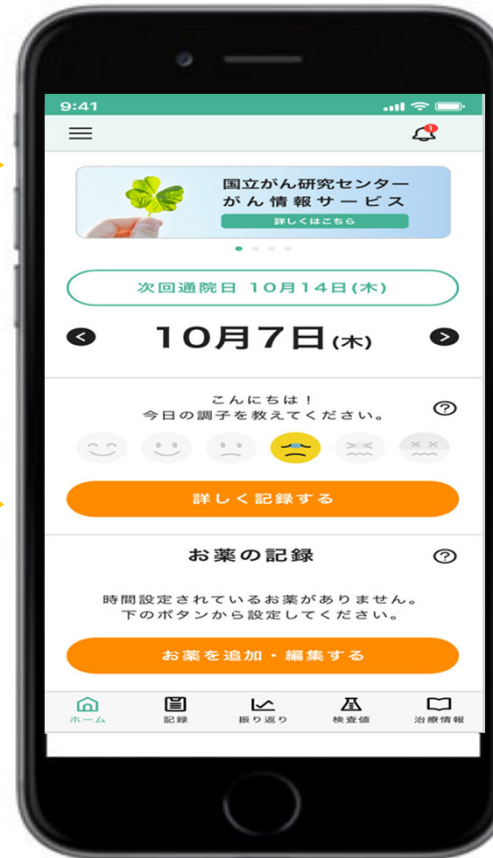 9:41
1
国立がん研究センター
がん情報サービス
詳しくはこちら
次回通院日 10月14日(木)
10月7日(木)
こんにちは！
今日の調子を教えてください。
?
詳しく記録する
お薬の記録
?
時間設定されているお薬がありません。
下のボタンから設定してください。
お薬を追加・編集する
ホーム
記録
振り返り
検査値
治療情報